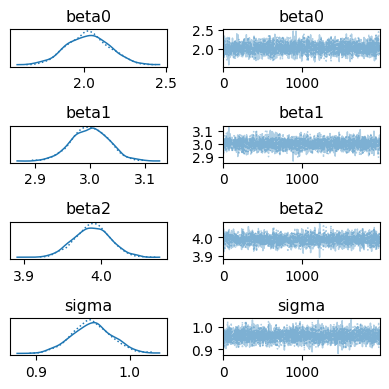 beta0 beta0
2.5
2.0
2.0 2.5 0 1000
beta1 beta1
3.1
3.0
2.9
2.9 3.0 3.1 0 1000
beta2 beta2
4.0
3.9
3.9 4.0 0 1000
sigma sigma
1.0
0.9
0.9 1.0 0 1000